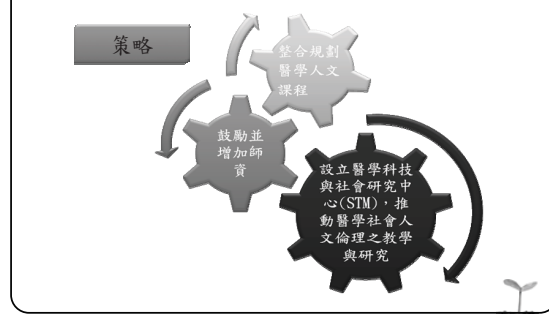 策略
整合規劃
醫學人文
課程
鼓勵並
增加師
資
設立醫學科技
與社會研究中
心(STM)，推
動醫學社會人
文倫理之教學
與研究